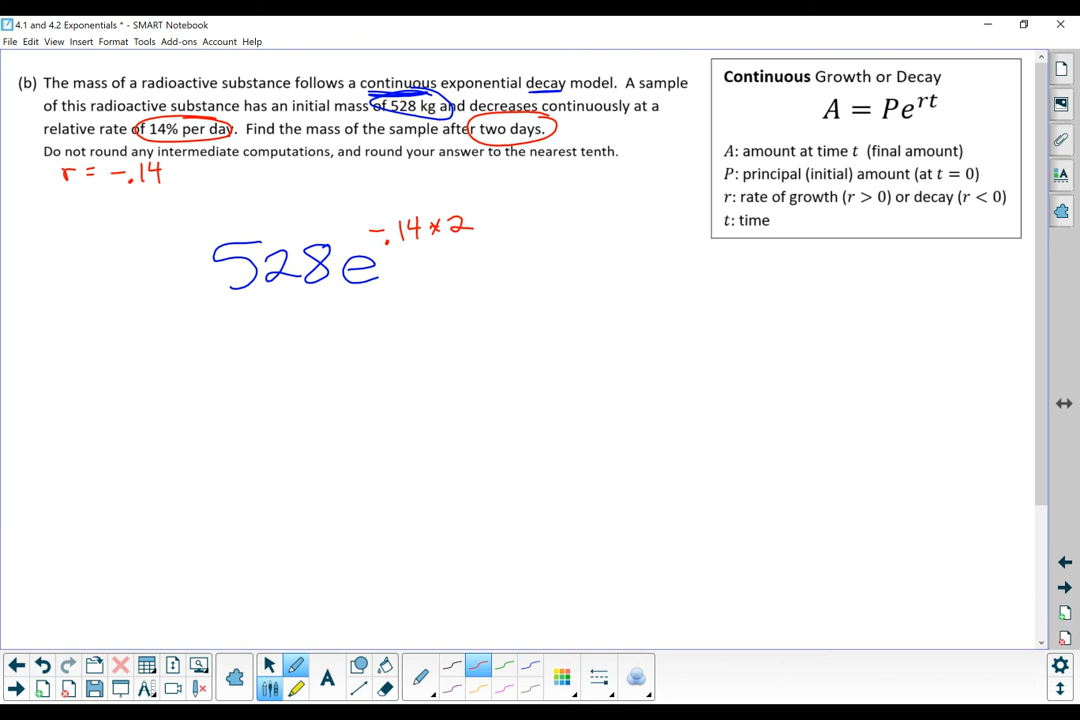 4.1 and 4.2 Exponentials * - SMART Notebook
File Edit View Insert Format Tools Add-ons Account Help
(b) The mass of a radioactive substance follows a continuous exponential decay model. A sample
of this radioactive substance has an initial mass of 528 kg and decreases continuously at a
relative rate of 14% per day. Find the mass of the sample after two days.
Do not round any intermediate computations, and round your answer to the nearest tenth.
r = -.14
528e^{-.14×2}
Continuous Growth or Decay
A = Pe^{rt}
A: amount at time t (final amount)
P: principal (initial) amount (at t = 0)
r: rate of growth (r > 0) or decay (r < 0)
t: time